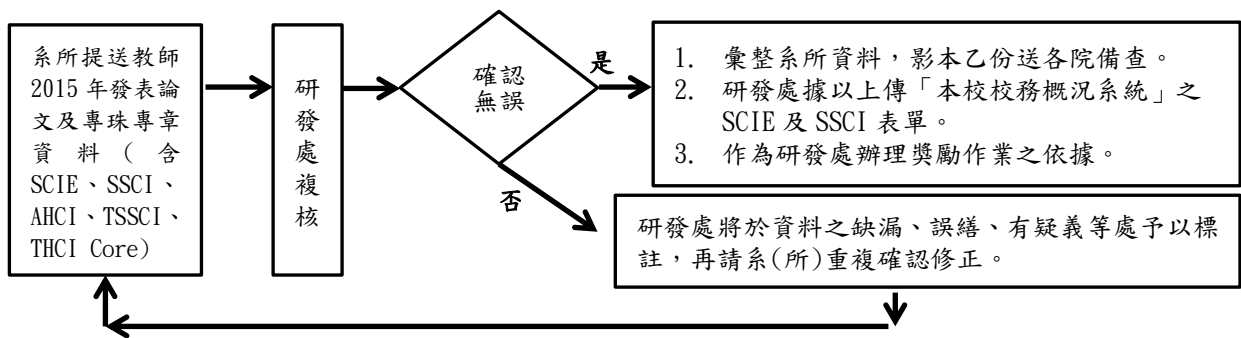 系所提送教師
2015 年發表論
文及專珠專章
資料(含
SCIE、SSCI、
AHCI、TSSCI、
THCI Core)
研
發
處
複
核
確認
無誤
是
否
1. 彙整系所資料，影本乙份送各院備查。
2. 研發處據以上傳「本校校務概況系統」之
SCIE 及 SSCI 表單。
3. 作為研發處辦理獎勵作業之依據。
研發處將於資料之缺漏、誤繕、有疑義等處予以標
註，再請系(所)重複確認修正。